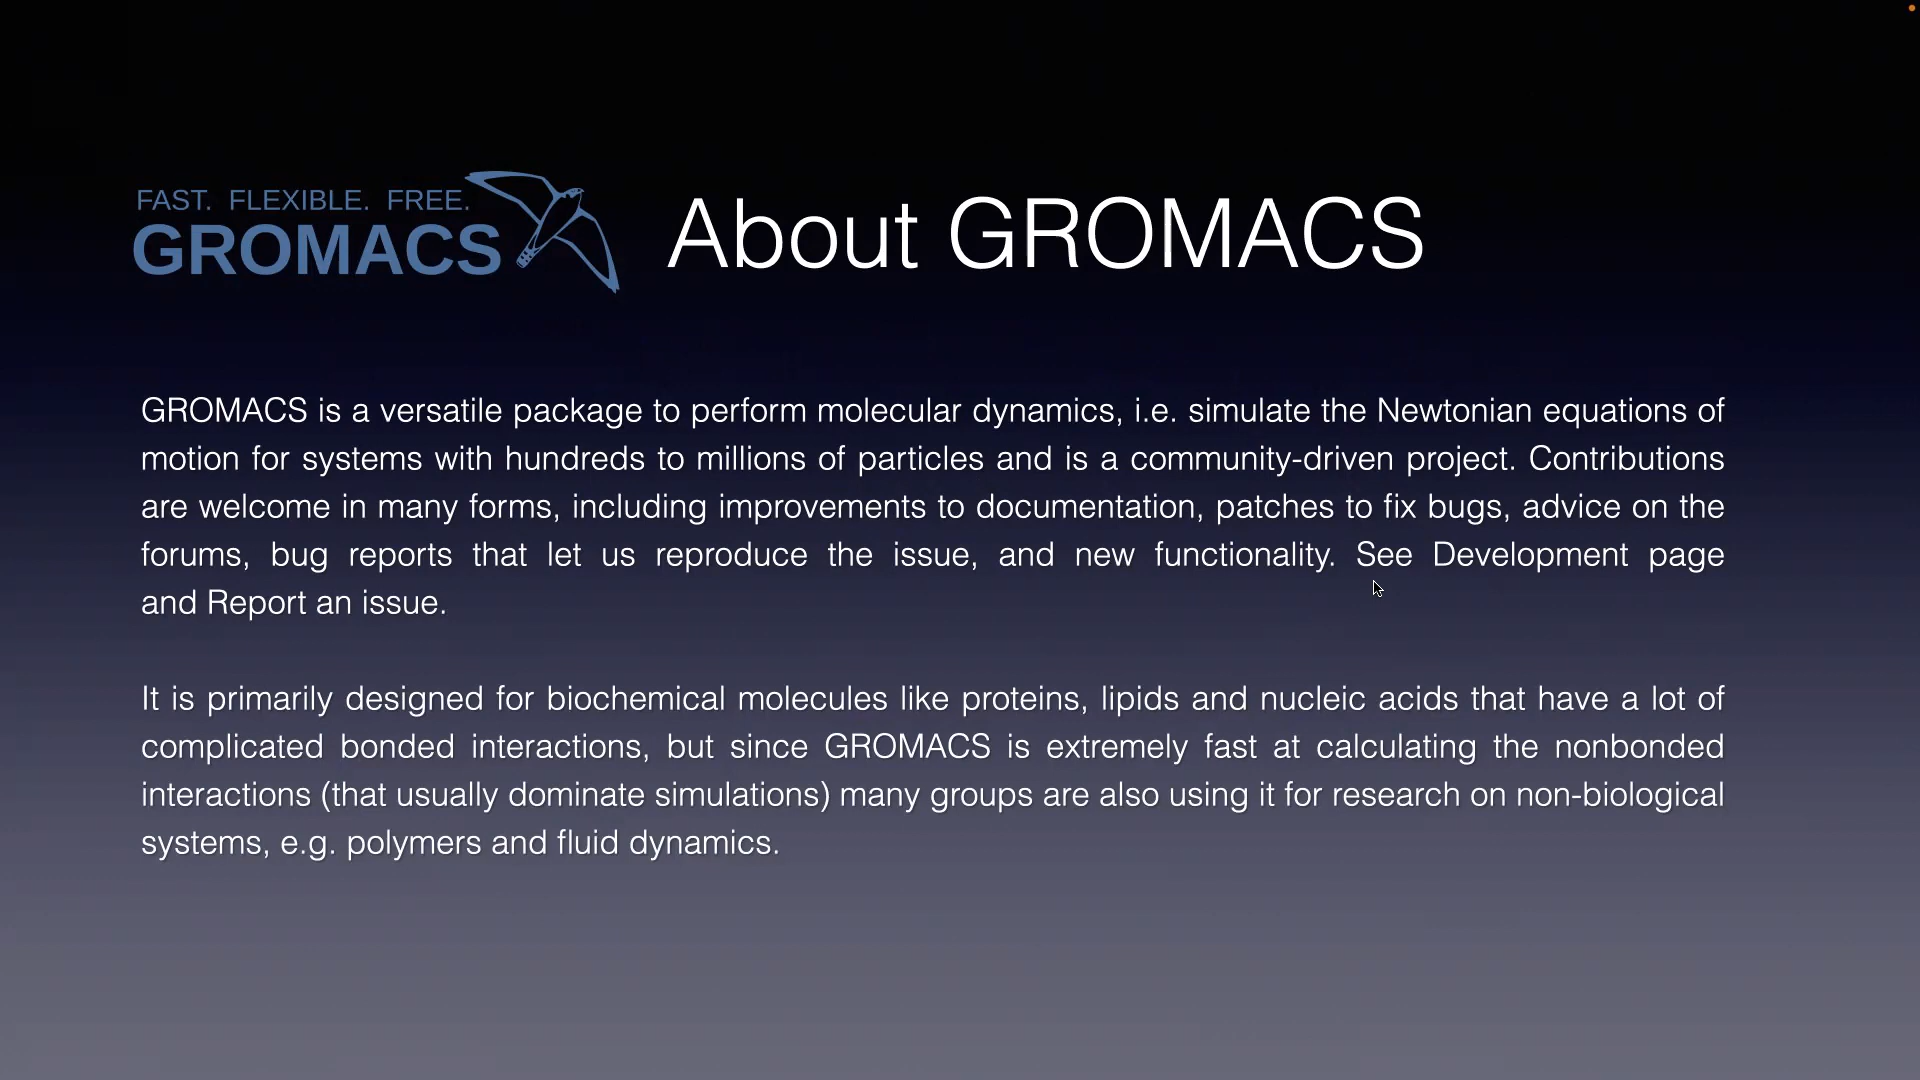 FAST. FLEXIBLE. FREE.
GROMACS
About GROMACS
GROMACS is a versatile package to perform molecular dynamics, i.e. simulate the Newtonian equations of
motion for systems with hundreds to millions of particles and is a community-driven project. Contributions
are welcome in many forms, including improvements to documentation, patches to fix bugs, advice on the
forums, bug reports that let us reproduce the issue, and new functionality. See Development page
and Report an issue.
It is primarily designed for biochemical molecules like proteins, lipids and nucleic acids that have a lot of
complicated bonded interactions, but since GROMACS is extremely fast at calculating the nonbonded
interactions (that usually dominate simulations) many groups are also using it for research on non-biological
systems, e.g. polymers and fluid dynamics.